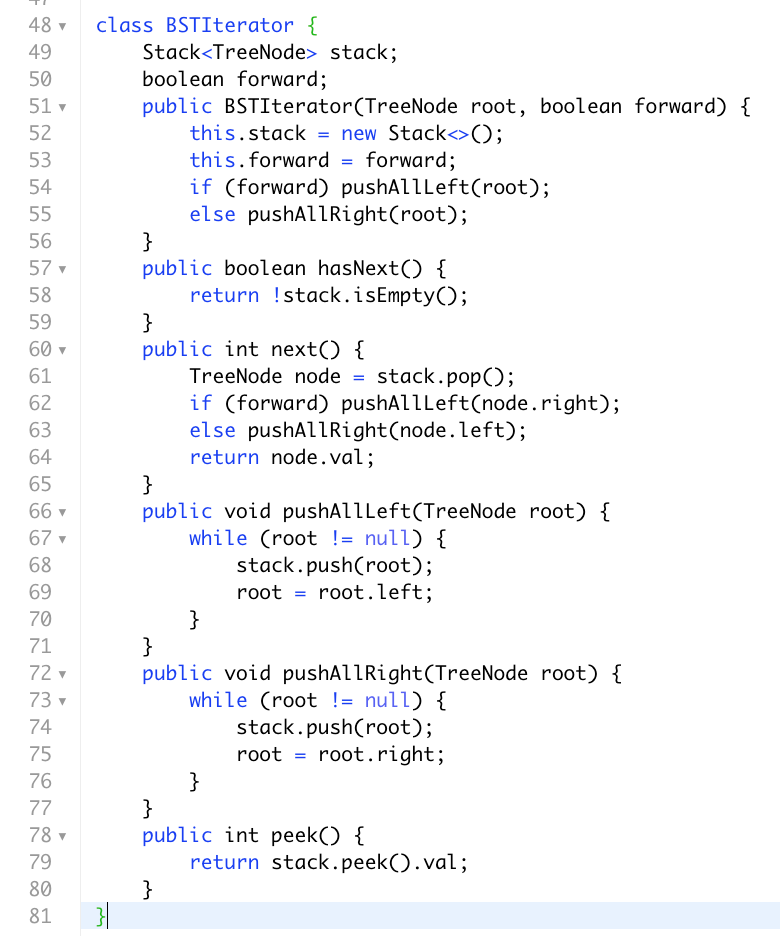 48 class BSTIterator {
49     Stack<TreeNode> stack;
50     boolean forward;
51     public BSTIterator(TreeNode root, boolean forward) {
52         this.stack = new Stack<>();
53         this.forward = forward;
54         if (forward) pushAllLeft(root);
55         else pushAllRight(root);
56     }
57     public boolean hasNext() {
58         return !stack.isEmpty();
59     }
60     public int next() {
61         TreeNode node = stack.pop();
62         if (forward) pushAllLeft(node.right);
63         else pushAllRight(node.left);
64         return node.val;
65     }
66     public void pushAllLeft(TreeNode root) {
67         while (root != null) {
68             stack.push(root);
69             root = root.left;
70         }
71     }
72     public void pushAllRight(TreeNode root) {
73         while (root != null) {
74             stack.push(root);
75             root = root.right;
76         }
77     }
78     public int peek() {
79         return stack.peek().val;
80     }
81 }